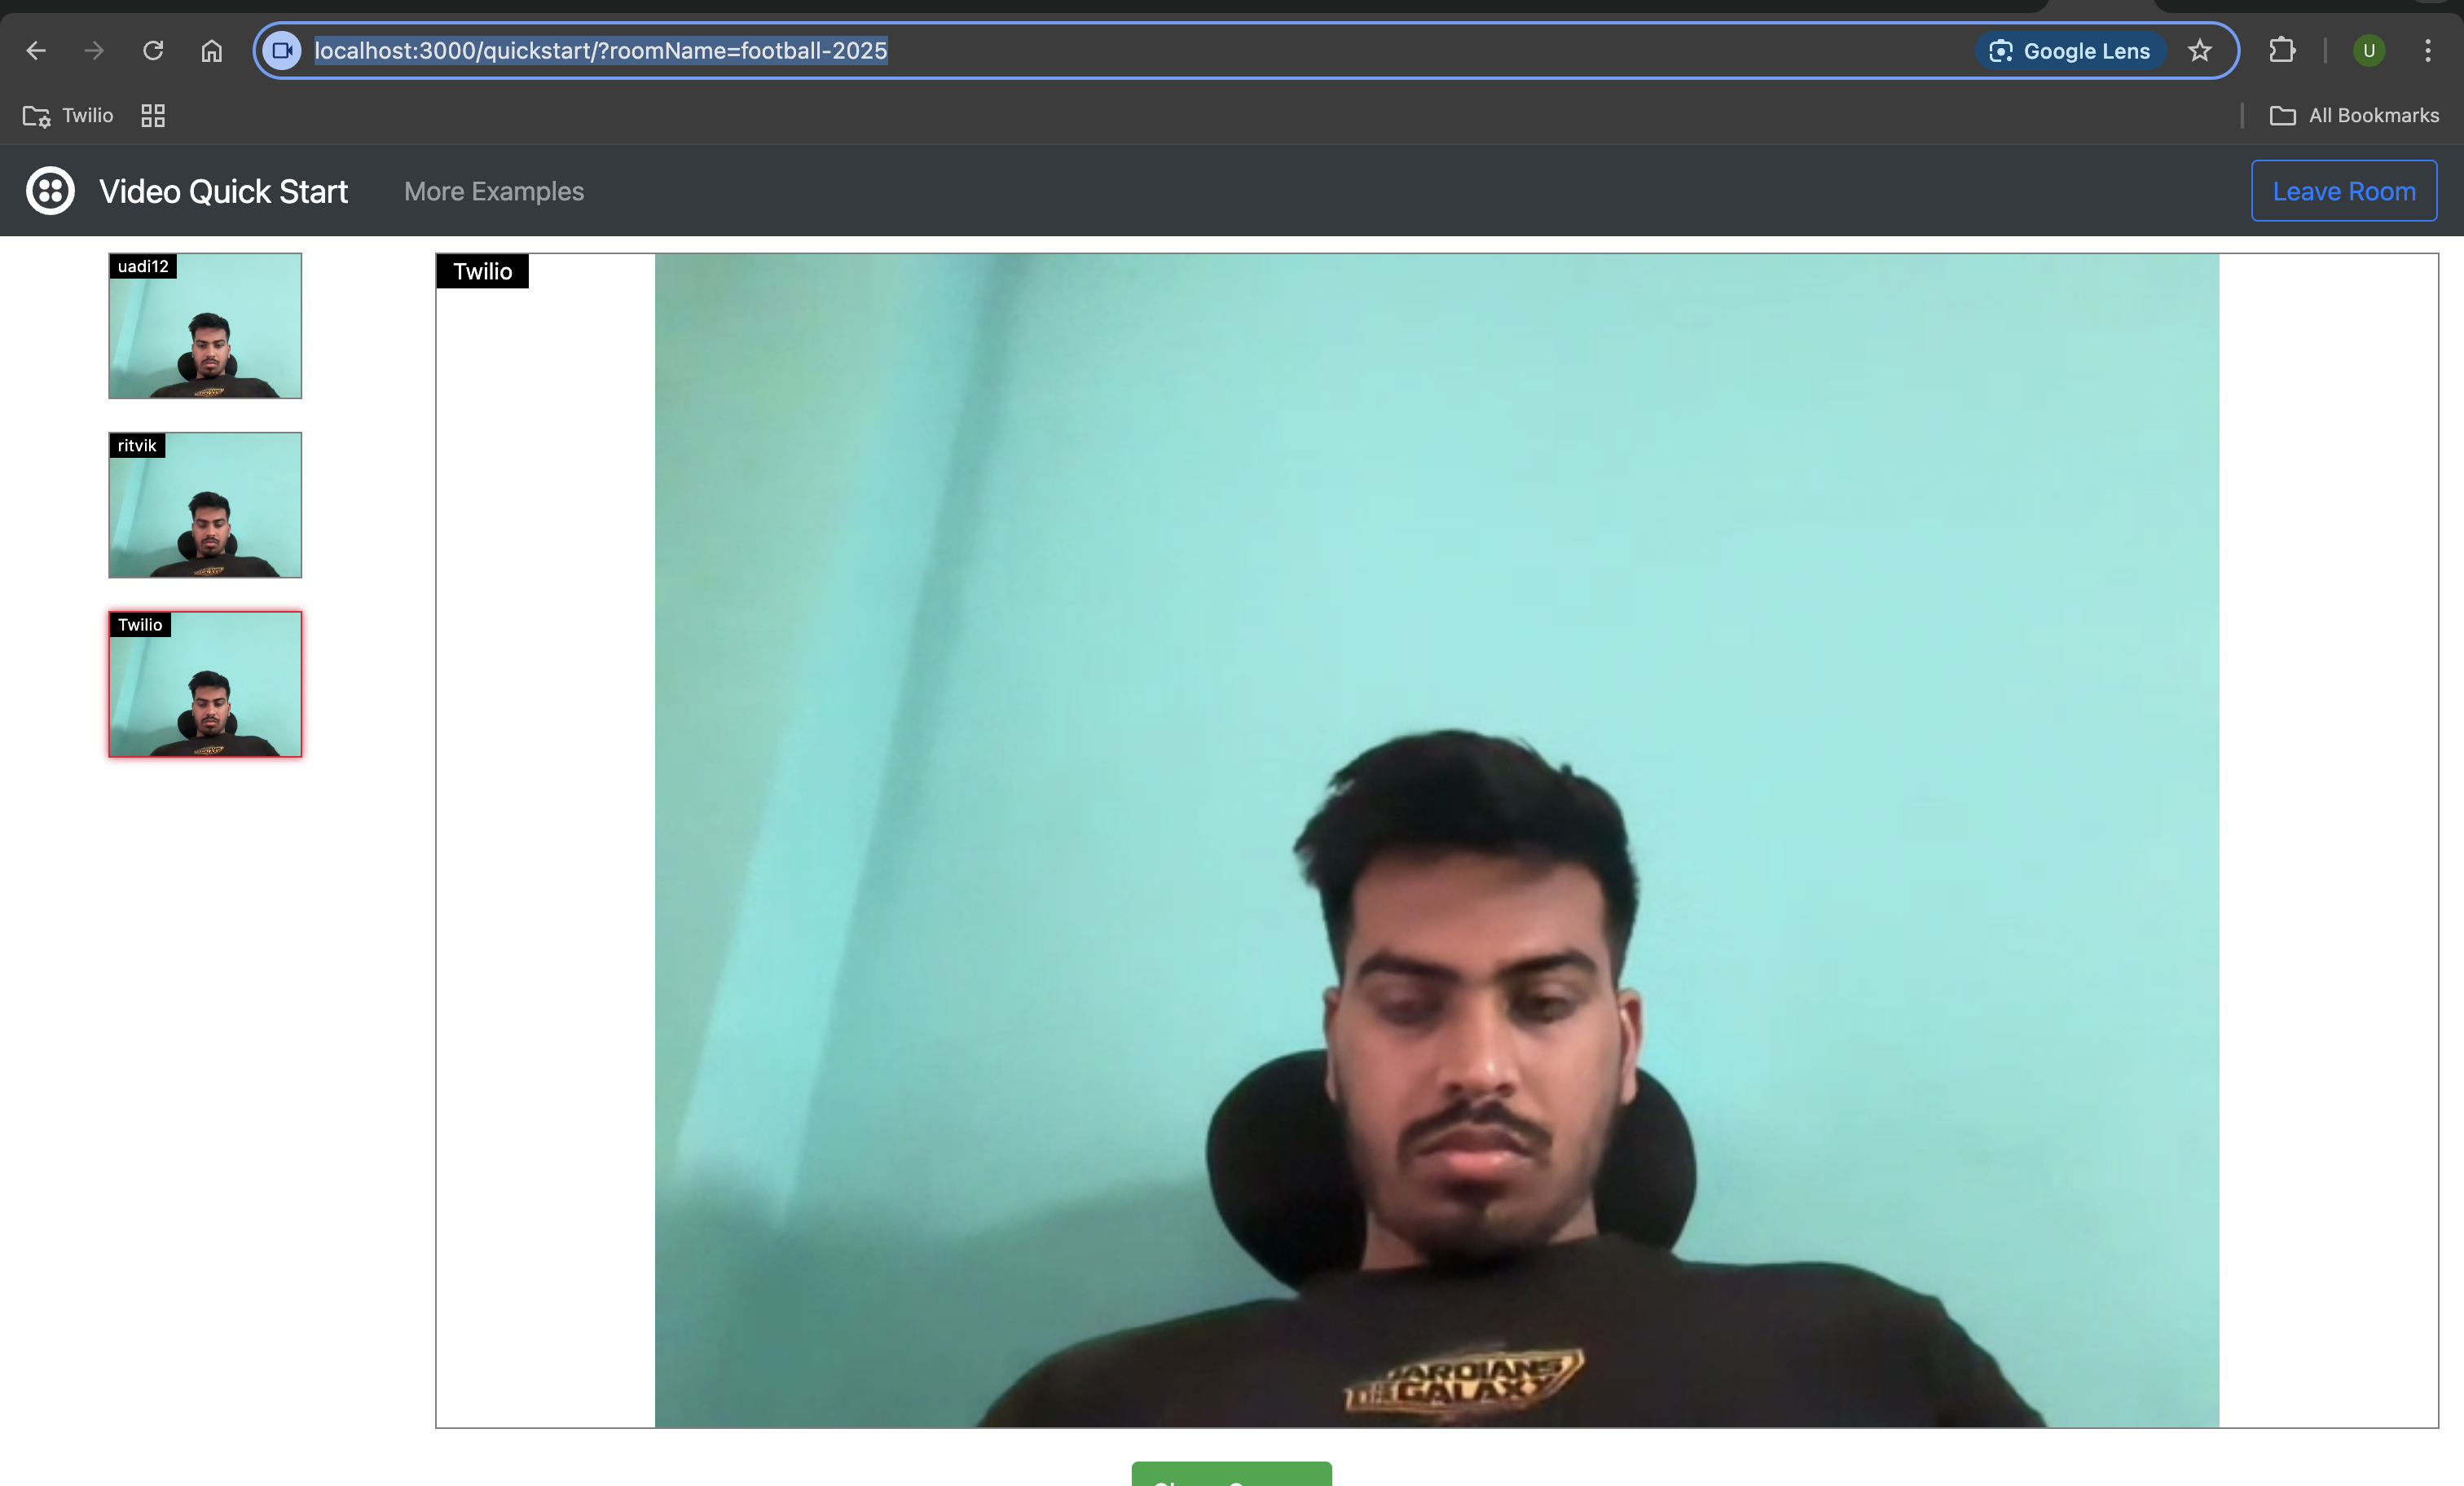 localhost:3000/quickstart/?roomName=football-2025
Google Lens
U
Twilio
All Bookmarks
Video Quick Start
More Examples
Leave Room
uadi12
Twilio
ritvik
Twilio
GALAXY